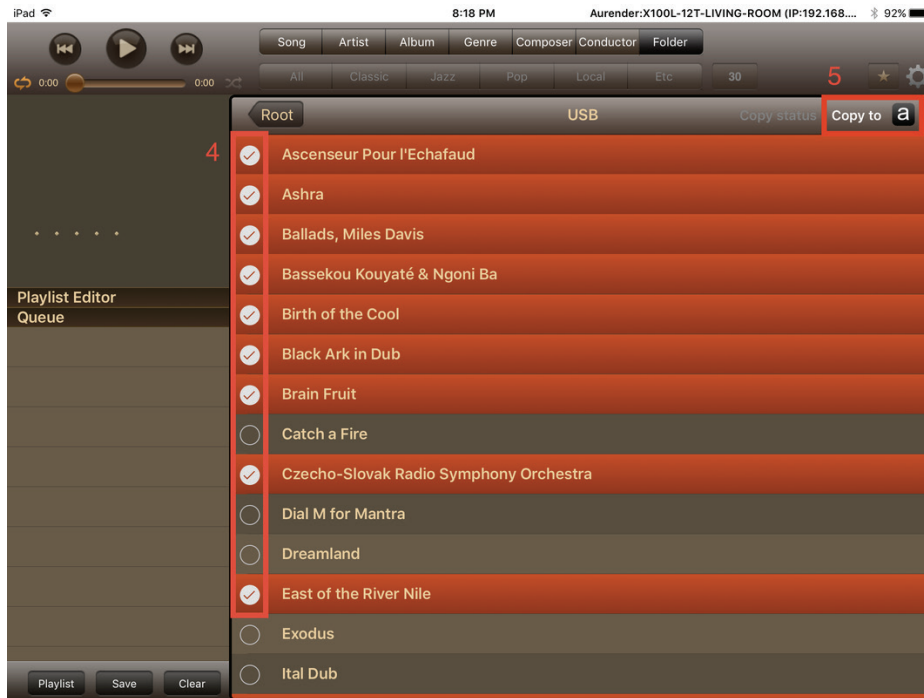 iPad 8:18 PM Aurender:X100L-12T-LIVING-ROOM (IP:192.168.... 92%
Song Artist Album Genre Composer Conductor Folder
0:00 0:00 All Classic Jazz Pop Local Etc 30 5
Root USB Copy status Copy to a
4 Ascenseur Pour l'Echafaud
Ashra
Ballads, Miles Davis
Bassekou Kouyaté & Ngoni Ba
Playlist Editor
Birth of the Cool
Queue
Black Ark in Dub
Brain Fruit
Catch a Fire
Czecho-Slovak Radio Symphony Orchestra
Dial M for Mantra
Dreamland
East of the River Nile
Exodus
Ital Dub
Playlist Save Clear